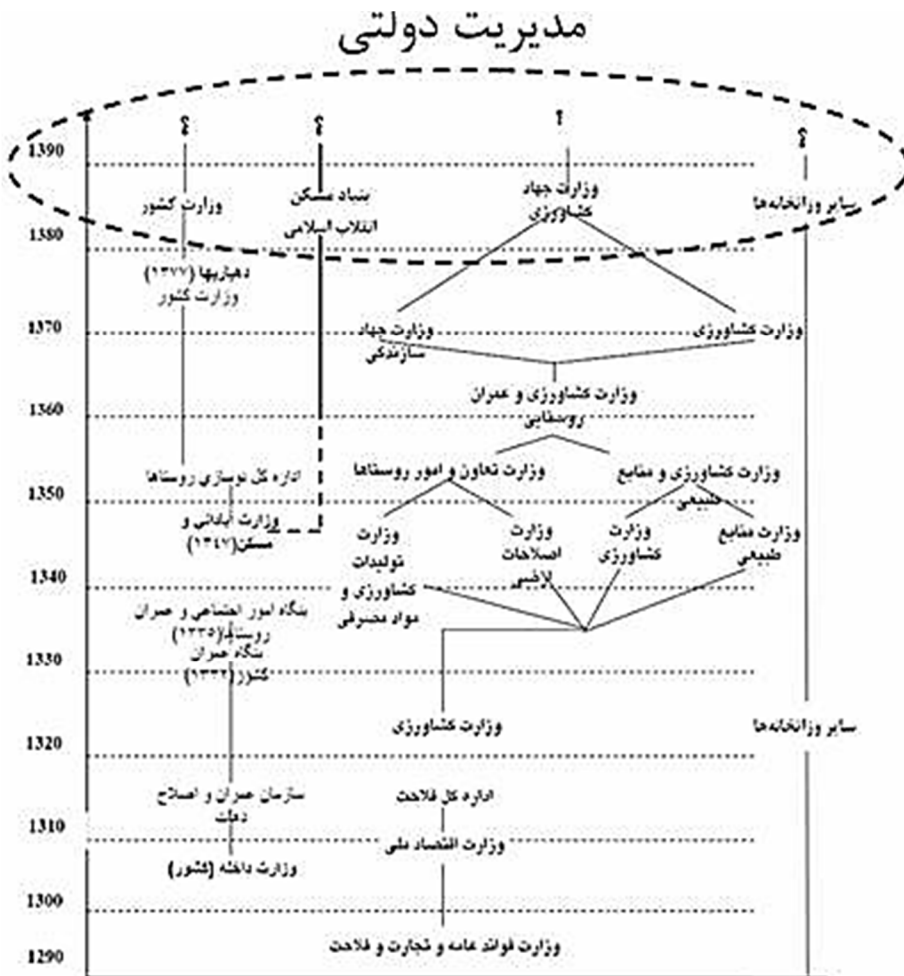 مدیریت دولتی
؟
؟
؟
؟
1390
وزارت کشور
بنیاد مسکن
انقلاب اسلامی
وزارت جهاد
کشاورزی
سایر وزاتخانه‌ها
1380
دهیاریها (۱۳۷۷)
وزارت کشور
1370
وزارت جهاد
سازندگی
وزارت کشاورزی
وزارت کشاورزی و عمران
روستایی
1360
اداره کل نوسازی روستاها
وزارت تعاون و امور روستاها
وزارت کشاورزی و منابع
طبیعی
1350
وزارت آبادانی و
مسکن(۱۳۴۷)
وزارت
تولیدات
کشاورزی و
مواد مصرفی
وزارت
اصلاحات
ارضی
وزارت
کشاورزی
وزارت منابع
طبیعی
1340
بنگاه امور اجتماعی و عمران
روستاها(۱۳۳۵)
بنگاه عمران
کشور(۱۳۳۲)
1330
وزارت کشاورزی
سایر وزاتخانه‌ها
1320
سازمان عمران و اصلاح
دهات
اداره کل فلاحت
1310
وزارت اقتصاد ملی
وزارت داخله (کشور)
1300
وزارت فوائد عامه و تجارت و فلاحت
1290